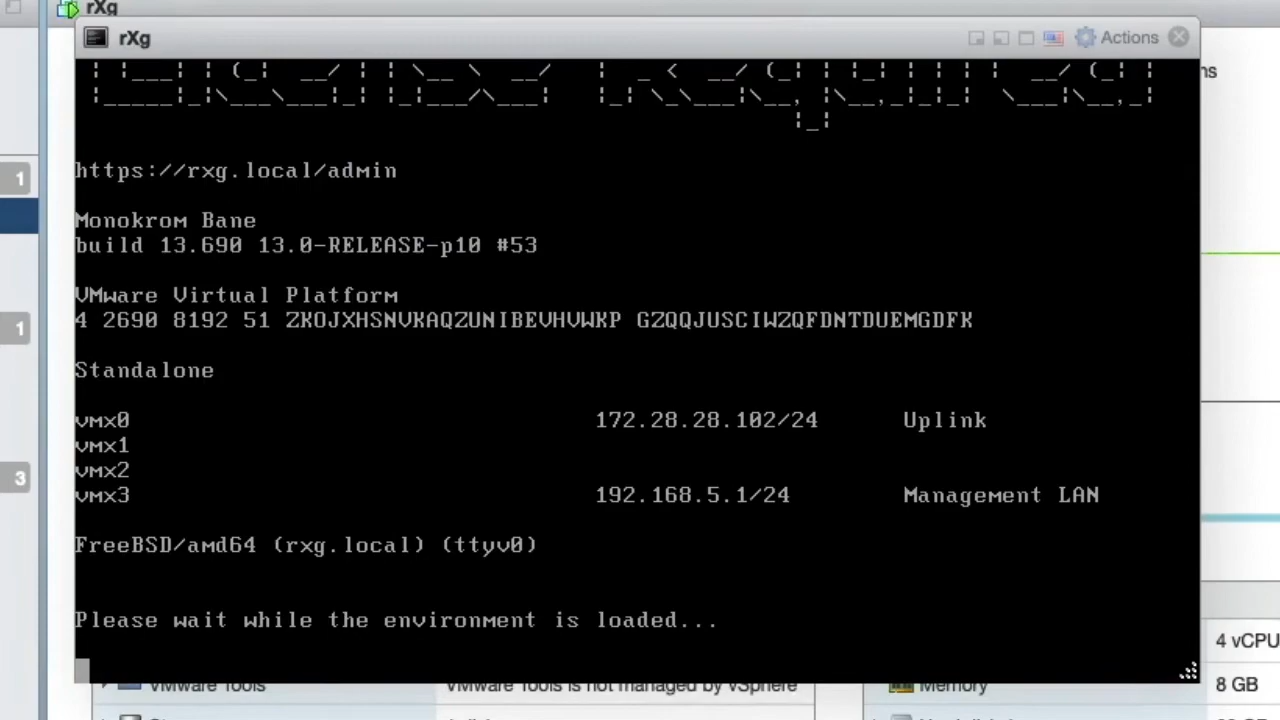 rXg
rXg
Actions
License Required
https://rxg.local/admin
Monokrom Bane
build 13.690 13.0-RELEASE-p10 #53
VMware Virtual Platform
4 2690 8192 51 ZKOJXHSNVKAQZUNIBEVHVWKP GZQQJUSCIWZQFDNTDUEMGDFK
Standalone
vmx0 172.28.28.102/24 Uplink
vmx1
vmx2
vmx3 192.168.5.1/24 Management LAN
FreeBSD/amd64 (rxg.local) (ttyv0)
Please wait while the environment is loaded...
1
1
3
4 vCPU
VMware Tools VMware Tools is not managed by vSphere
Memory 8 GB